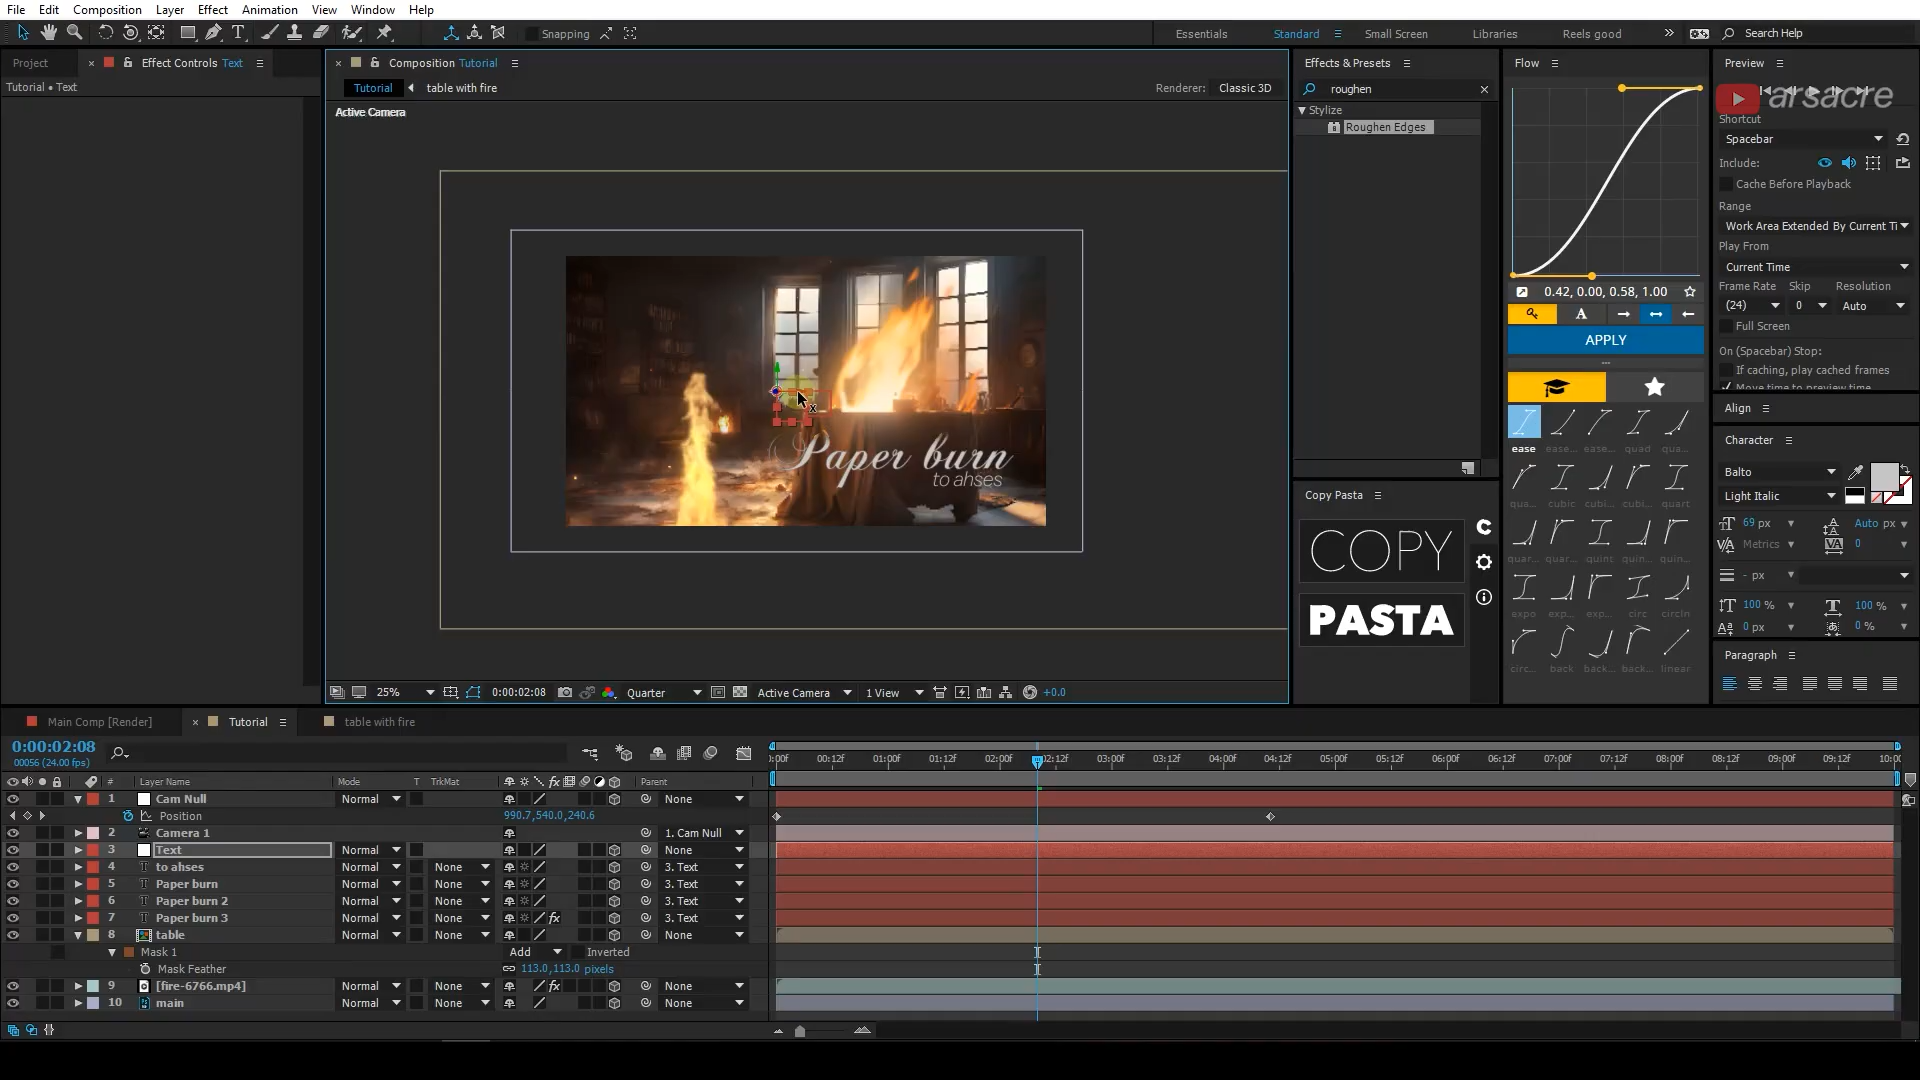 File Edit Composition Layer Effect Animation View Window Help
Snapping
Essentials Standard Small Screen Libraries Reels good Search Help
Project Effect Controls Text
Tutorial • Text
Composition Tutorial
Tutorial table with fire
Renderer: Classic 3D
Active Camera
Paper burn
to ahses
25% 0:00:02:08 Quarter Active Camera 1 View +0.0
Effects & Presets
roughen
Stylize
Roughen Edges
Copy Pasta
COPY
PASTA
Flow
0.42, 0.00, 0.58, 1.00
A
APPLY
ease ease... ease... quad qua...
qua... cubic cubi... cubi... quart
quar... quar... quint quin... quin...
expo exp... exp... circ circIn
circ... back back... back... linear
Preview
arsacre
Shortcut
Spacebar
Include:
Cache Before Playback
Range
Work Area Extended By Current Ti
Play From
Current Time
Frame Rate Skip Resolution
(24) 0 Auto
Full Screen
On (Spacebar) Stop:
If caching, play cached frames
Move time to preview time
Align
Character
Balto
Light Italic
69 px Auto px
Metrics 0
- px
100 % 100 %
0 px 0 %
Paragraph
Main Comp [Render] Tutorial table with fire
0:00:02:08
00056 (24.00 fps)
# Layer Name Mode T TrkMat Parent
:00f 00:12f 01:00f 01:12f 02:00f 02:12f 03:00f 03:12f 04:00f 04:12f 05:00f 05:12f 06:00f 06:12f 07:00f 07:12f 08:00f 08:12f 09:00f 09:12f 10:00
1 Cam Null Normal None
Position 990.7,540.0,240.6
2 Camera 1 1. Cam Null
3 Text Normal None
4 to ahses Normal None 3. Text
5 Paper burn Normal None 3. Text
6 Paper burn 2 Normal None 3. Text
7 Paper burn 3 Normal None fx 3. Text
8 table Normal None None
Mask 1 Add Inverted
Mask Feather 113.0,113.0 pixels
9 [fire-6766.mp4] Normal None fx None
10 main Normal None None